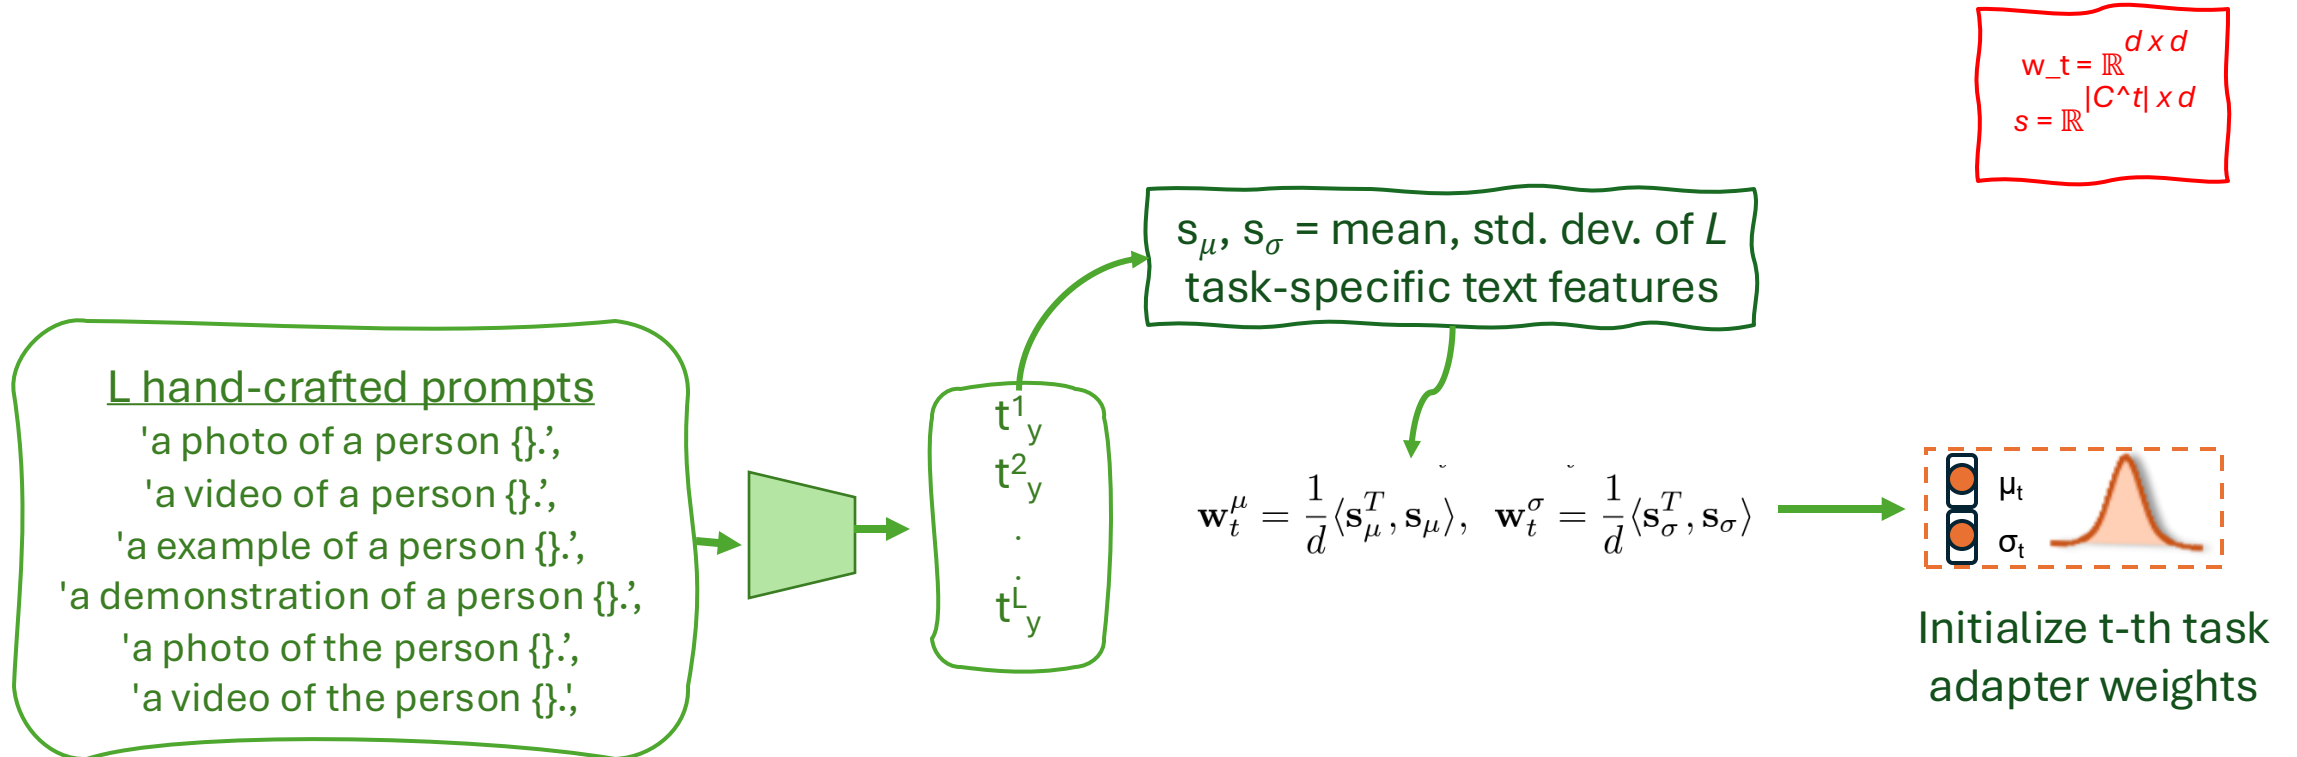 w_t = ℝ^{d x d}
s = ℝ^{|C^t| x d}
s_μ, s_σ = mean, std. dev. of L
task-specific text features
L hand-crafted prompts
'a photo of a person {}.’,
'a video of a person {}.’,
'a example of a person {}.’,
'a demonstration of a person {}.’,
'a photo of the person {}.’,
'a video of the person {}.',
t^1_y
t^2_y
.
.
t^L_y
w_t^μ = 1/d ⟨s_μ^T, s_μ⟩, w_t^σ = 1/d ⟨s_σ^T, s_σ⟩
μ_t
σ_t
Initialize t-th task
adapter weights